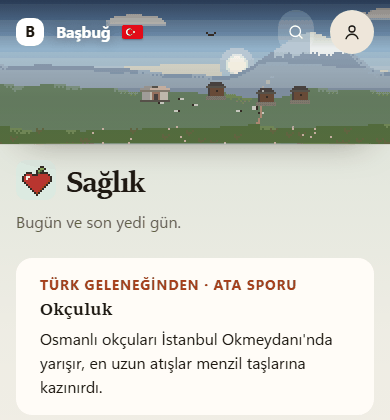 B Başbuğ
Sağlık
Bugün ve son yedi gün.
TÜRK GELENEĞİNDEN · ATA SPORU
Okçuluk
Osmanlı okçuları İstanbul Okmeydanı'nda
yarışır, en uzun atışlar menzil taşlarına
kazınırdı.